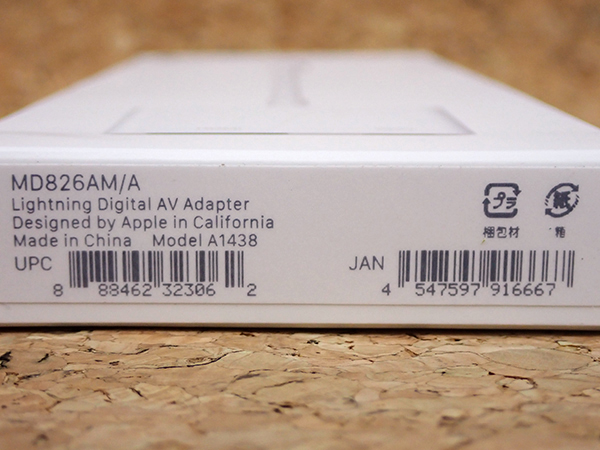 MD826AM/A
Lightning Digital AV Adapter
Designed by Apple in California
Made in China Model A1438
プラ 紙
梱包材 箱
UPC JAN
8 88462 32306 2 4 547597 916667